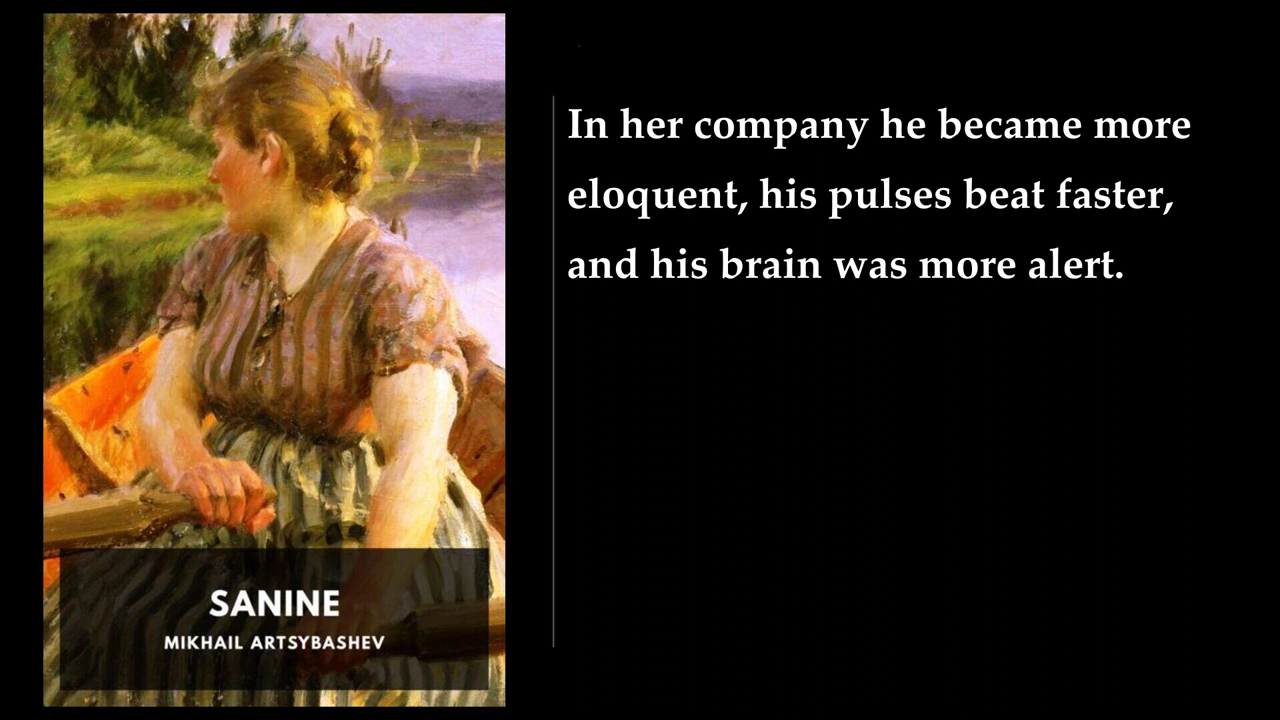 SANINE
MIKHAIL ARTSYBASHEV
In her company he became more
eloquent, his pulses beat faster,
and his brain was more alert.